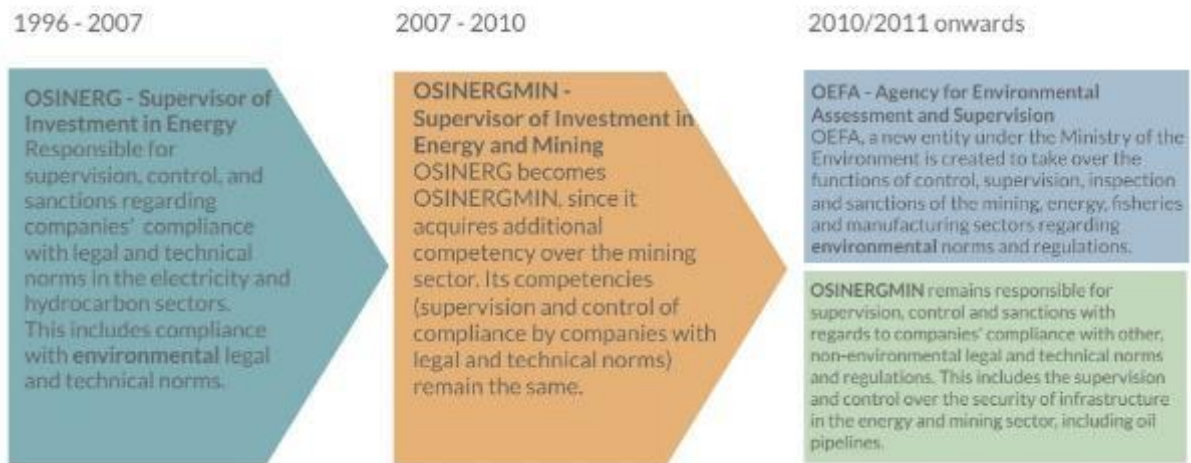 1996 - 2007
OSINERG - Supervisor of
Investment in Energy
Responsible for
supervision, control, and
sanctions regarding
companies' compliance
with legal and technical
norms in the electricity and
hydrocarbon sectors.
This includes compliance
with environmental legal
and technical norms.
2007 - 2010
OSINERGMIN -
Supervisor of Investment in
Energy and Mining
OSINERG becomes
OSINERGMIN, since it
acquires additional
competency over the mining
sector. Its competencies
(supervision and control of
compliance by companies with
legal and technical norms)
remain the same.
2010/2011 onwards
OEFA - Agency for Environmental
Assessment and Supervision
OEFA, a new entity under the Ministry of the
Environment is created to take over the
functions of control, supervision, inspection
and sanctions of the mining, energy, fisheries
and manufacturing sectors regarding
environmental norms and regulations.
OSINERGMIN remains responsible for
supervision, control and sanctions with
regards to companies' compliance with other,
non-environmental legal and technical norms
and regulations. This includes the supervision
and control over the security of infrastructure
in the energy and mining sector, including oil
pipelines.